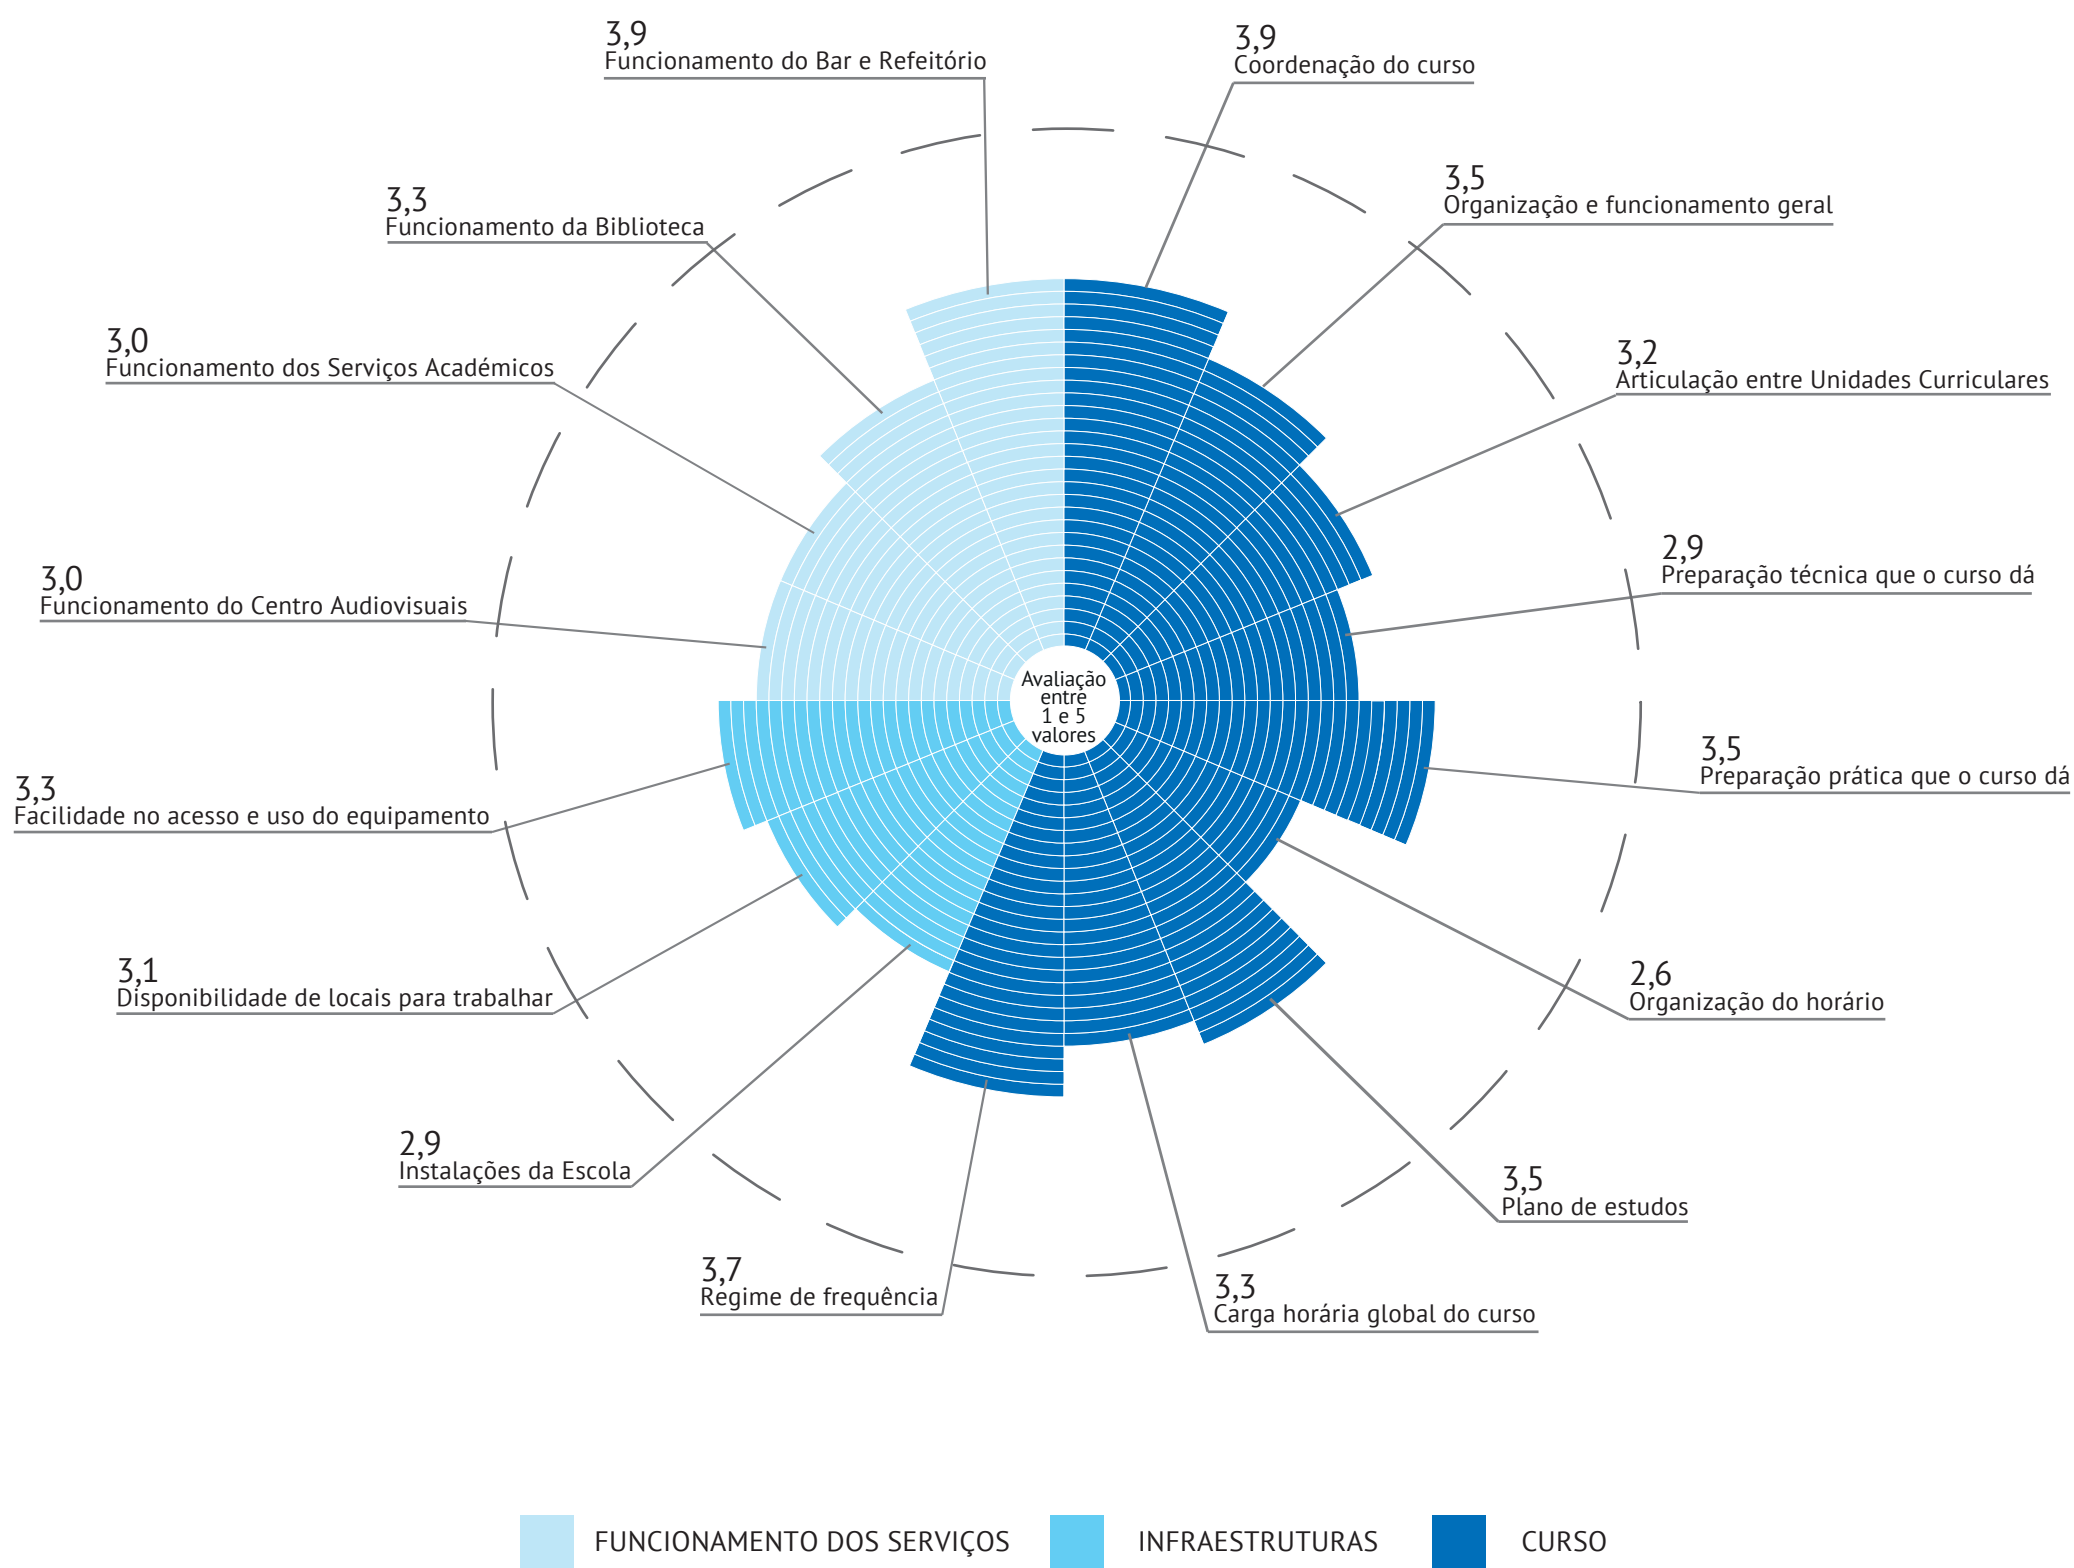 3,9
Funcionamento do Bar e Refeitório
3,9
Coordenação do curso
3,5
Organização e funcionamento geral
3,3
Funcionamento da Biblioteca
3,0
Funcionamento dos Serviços Académicos
3,2
Articulação entre Unidades Curriculares
2,9
Preparação técnica que o curso dá
3,0
Funcionamento do Centro Audiovisuais
Avaliação
entre
1 e 5
valores
3,5
Preparação prática que o curso dá
3,3
Facilidade no acesso e uso do equipamento
3,1
Disponibilidade de locais para trabalhar
2,6
Organização do horário
2,9
Instalações da Escola
3,5
Plano de estudos
3,7
Regime de frequência
3,3
Carga horária global do curso
FUNCIONAMENTO DOS SERVIÇOS
INFRAESTRUTURAS
CURSO